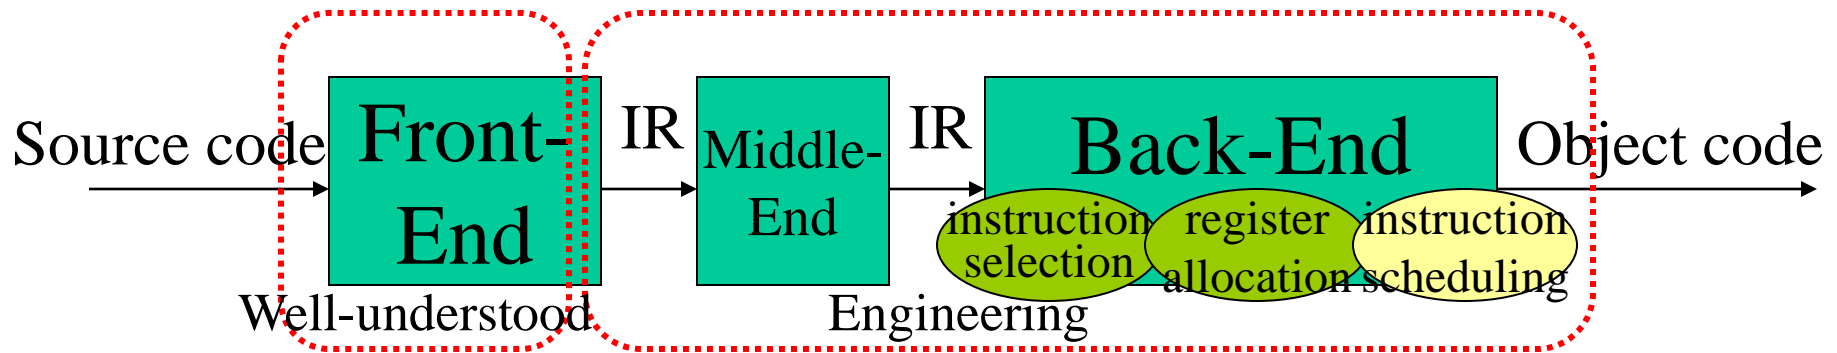 Source code
Front-
End
IR
Middle-
End
IR
Back-End
instruction
selection
register
allocation
instruction
scheduling
Object code
Well-understood
Engineering